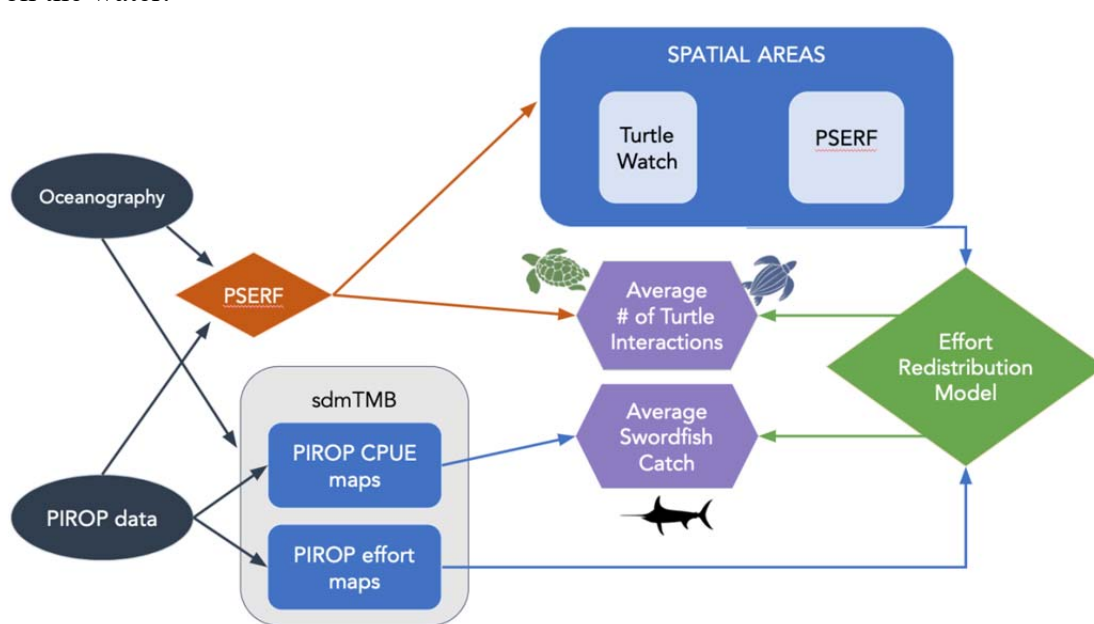 SPATIAL AREAS
Turtle
Watch
PSERF
Oceanography
PSERF
Average
# of Turtle
Interactions
Effort
Redistribution
Model
sdmTMB
PIROP CPUE
maps
Average
Swordfish
Catch
PIROP data
PIROP effort
maps